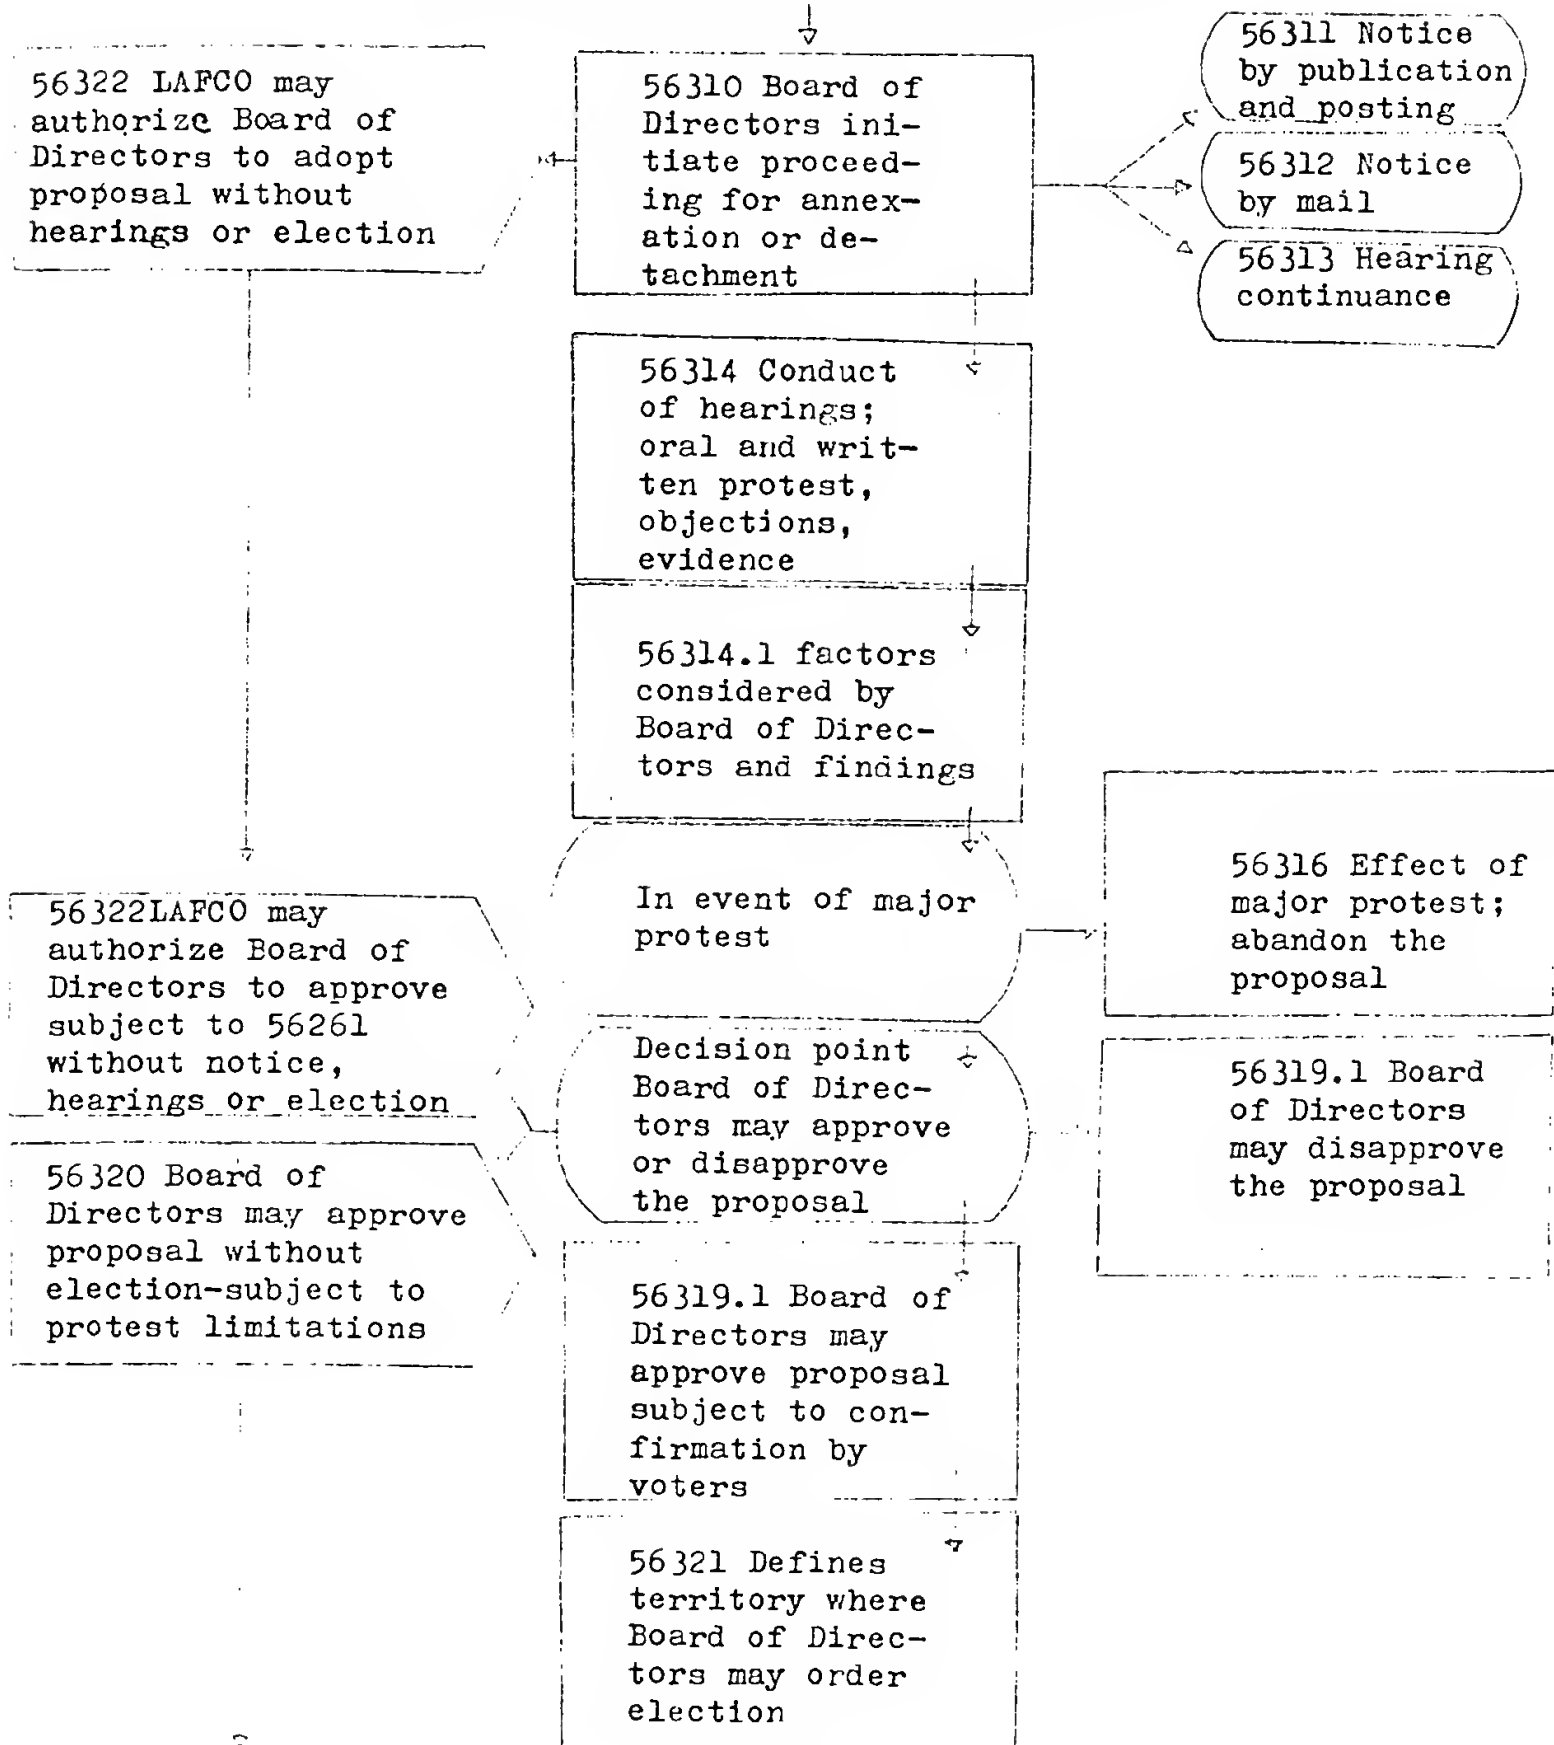 56322 LAFCO may
authorize Board of
Directors to adopt
proposal without
hearings or election
56310 Board of
Directors ini-
tiate proceed-
ing for annex-
ation or de-
tachment
56311 Notice
by publication
and posting
56312 Notice
by mail
56313 Hearing
continuance
56314 Conduct
of hearings;
oral and writ-
ten protest,
objections,
evidence
56314.1 factors
considered by
Board of Direc-
tors and findings
In event of major
protest
56316 Effect of
major protest;
abandon the
proposal
56322LAFCO may
authorize Board of
Directors to approve
subject to 56261
without notice,
hearings or election
Decision point
Board of Direc-
tors may approve
or disapprove
the proposal
56319.1 Board
of Directors
may disapprove
the proposal
56320 Board of
Directors may approve
proposal without
election-subject to
protest limitations
56319.1 Board of
Directors may
approve proposal
subject to con-
firmation by
voters
56321 Defines
territory where
Board of Direc-
tors may order
election